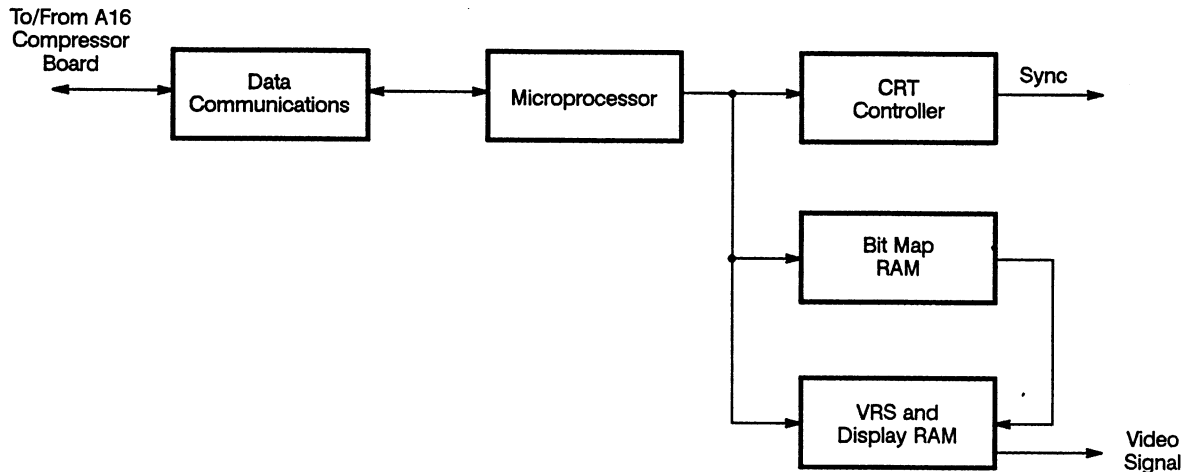 To/From A16
Compressor
Board
Data
Communications
Microprocessor
CRT
Controller
Sync
Bit Map
RAM
VRS and
Display RAM
Video
Signal